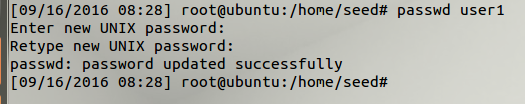 [09/16/2016 08:28] root@ubuntu:/home/seed# passwd user1
Enter new UNIX password:
Retype new UNIX password:
passwd: password updated successfully
[09/16/2016 08:28] root@ubuntu:/home/seed#